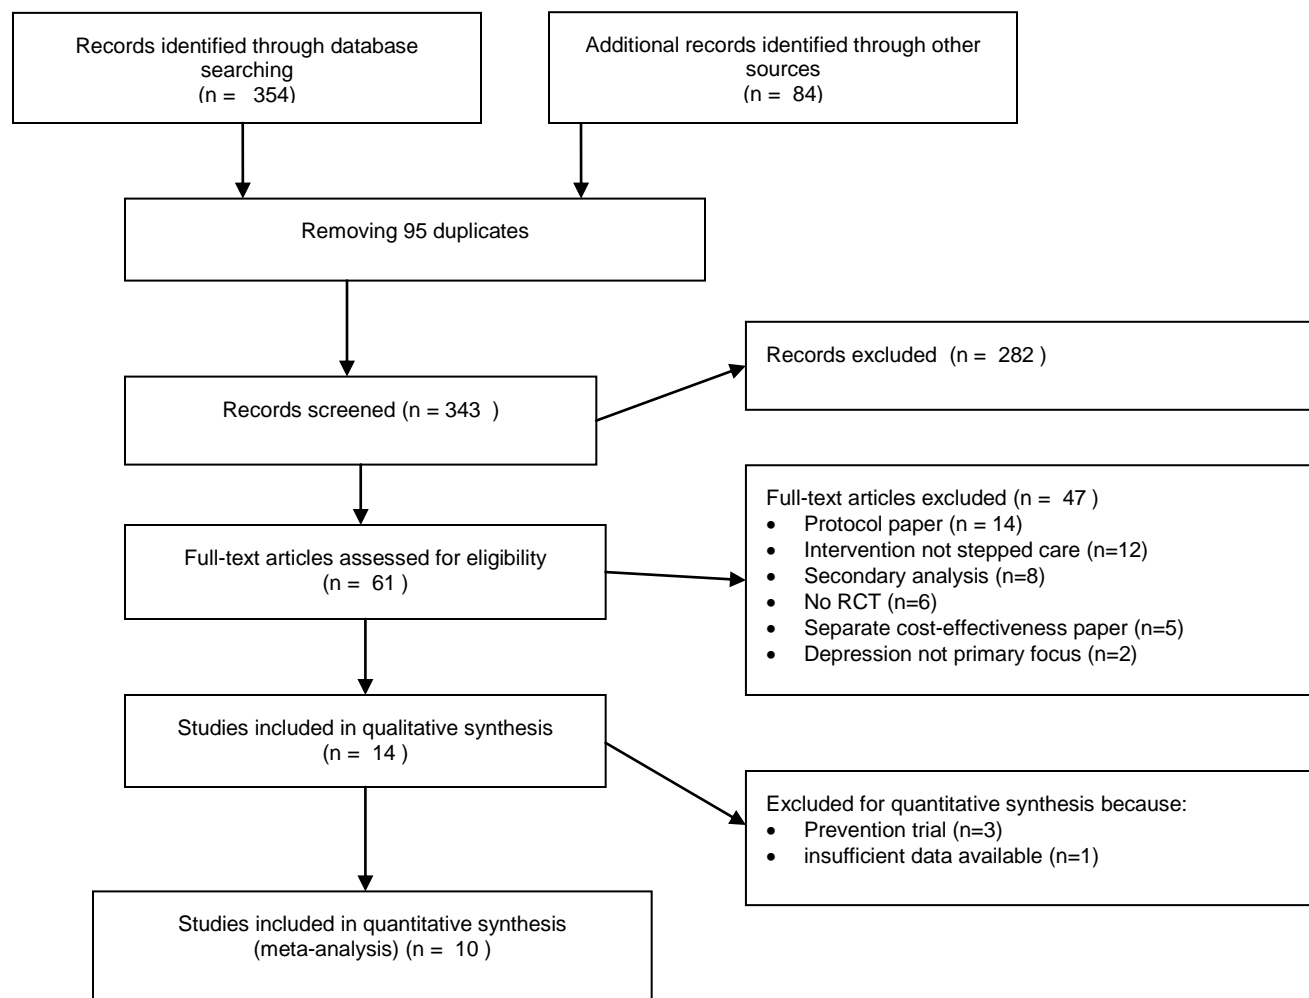 Records identified through database
searching
(n = 354)
Additional records identified through other
sources
(n = 84)
Removing 95 duplicates
Records screened (n = 343 )
Records excluded (n = 282 )
Full-text articles assessed for eligibility
(n = 61 )
Full-text articles excluded (n = 47 )
• Protocol paper (n = 14)
• Intervention not stepped care (n=12)
• Secondary analysis (n=8)
• No RCT (n=6)
• Separate cost-effectiveness paper (n=5)
• Depression not primary focus (n=2)
Studies included in qualitative synthesis
(n = 14 )
Excluded for quantitative synthesis because:
• Prevention trial (n=3)
• insufficient data available (n=1)
Studies included in quantitative synthesis
(meta-analysis) (n = 10 )